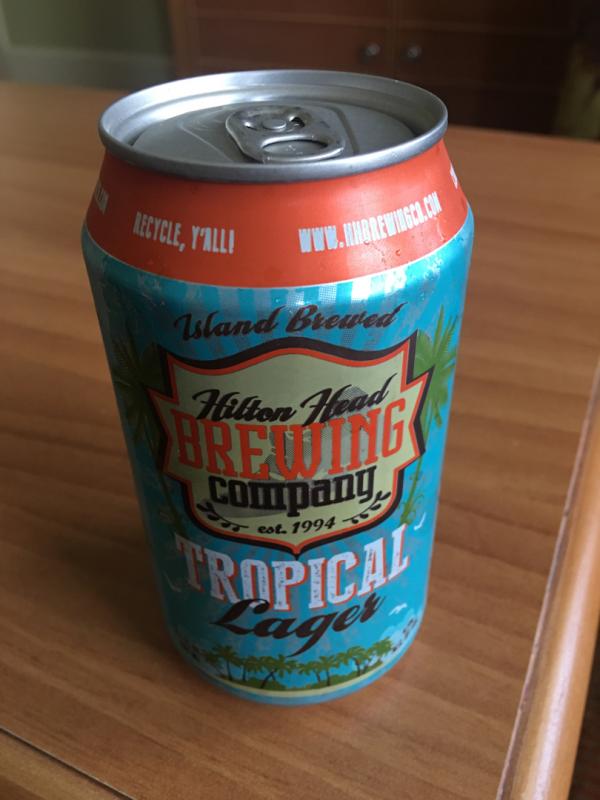 RECYCLE, Y'ALL! WWW.HHBREWINGCO.COM
Island Brewed
Hilton Head
BREWING
company
est. 1994
TROPICAL
Lager